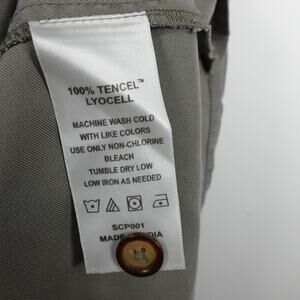 100% TENCEL™
LYOCELL
MACHINE WASH COLD
WITH LIKE COLORS
USE ONLY NON-CHLORINE
BLEACH
TUMBLE DRY LOW
LOW IRON AS NEEDED
SCP001